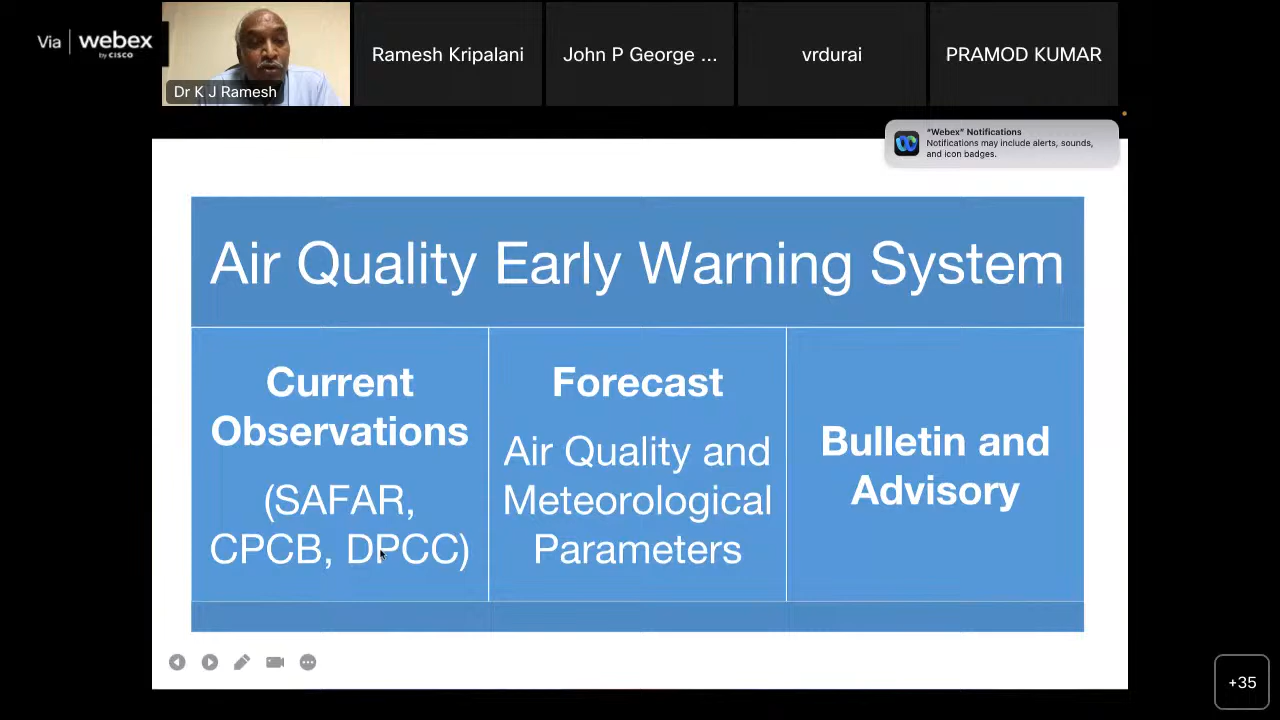 Via webex
by CISCO
Dr K J Ramesh
Ramesh Kripalani
John P George ...
vrdurai
PRAMOD KUMAR
“Webex” Notifications
Notifications may include alerts, sounds,
and icon badges.
Air Quality Early Warning System
Current
Observations
(SAFAR,
CPCB, DPCC)
Forecast
Air Quality and
Meteorological
Parameters
Bulletin and
Advisory
+35